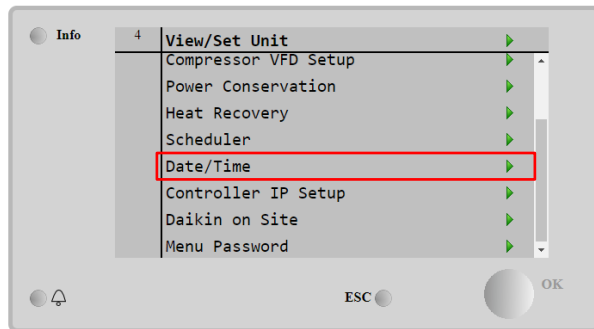 Info
4 View/Set Unit
Compressor VFD Setup
Power Conservation
Heat Recovery
Scheduler
Date/Time
Controller IP Setup
Daikin on Site
Menu Password
ESC
OK